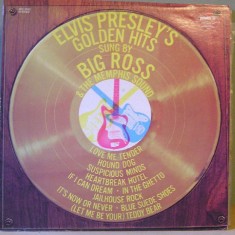 ELVIS PRESLEY'S
GOLDEN HITS
SUNG BY
BIG ROSS
& THE MEMPHIS SOUND
LOVE ME TENDER
HOUND DOG
SUSPICIOUS MINDS
HEARTBREAK HOTEL
IF I CAN DREAM • IN THE GHETTO
JAILHOUSE ROCK
IT'S NOW OR NEVER • BLUE SUEDE SHOES
(LET ME BE YOUR) TEDDY BEAR